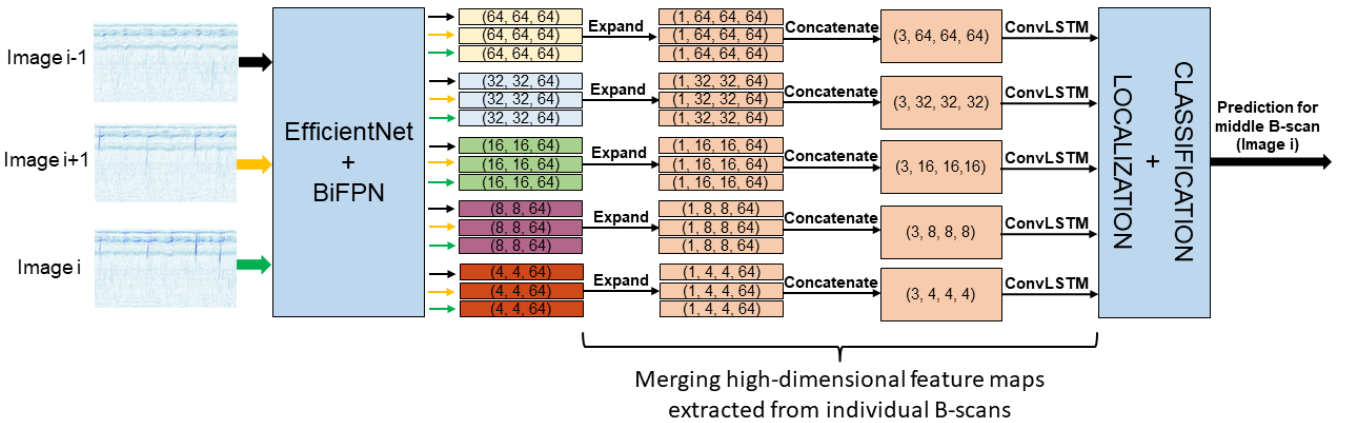 Image i-1
Image i+1
Image i
EfficientNet
+
BiFPN
(64, 64, 64)
(64, 64, 64)
(64, 64, 64)
(32, 32, 64)
(32, 32, 64)
(32, 32, 64)
(16, 16, 64)
(16, 16, 64)
(16, 16, 64)
(8, 8, 64)
(8, 8, 64)
(8, 8, 64)
(4, 4, 64)
(4, 4, 64)
(4, 4, 64)
Expand
Expand
Expand
Expand
Expand
(1, 64, 64, 64)
(1, 64, 64, 64)
(1, 64, 64, 64)
(1, 32, 32, 64)
(1, 32, 32, 64)
(1, 32, 32, 64)
(1, 16, 16, 64)
(1, 16, 16, 64)
(1, 16, 16, 64)
(1, 8, 8, 64)
(1, 8, 8, 64)
(1, 8, 8, 64)
(1, 4, 4, 64)
(1, 4, 4, 64)
(1, 4, 4, 64)
Concatenate
Concatenate
Concatenate
Concatenate
Concatenate
(3, 64, 64, 64)
(3, 32, 32, 32)
(3, 16, 16,16)
(3, 8, 8, 8)
(3, 4, 4, 4)
ConvLSTM
ConvLSTM
ConvLSTM
ConvLSTM
ConvLSTM
LOCALIZATION
+
CLASSIFICATION
Prediction for
middle B-scan
(Image i)
Merging high-dimensional feature maps
extracted from individual B-scans